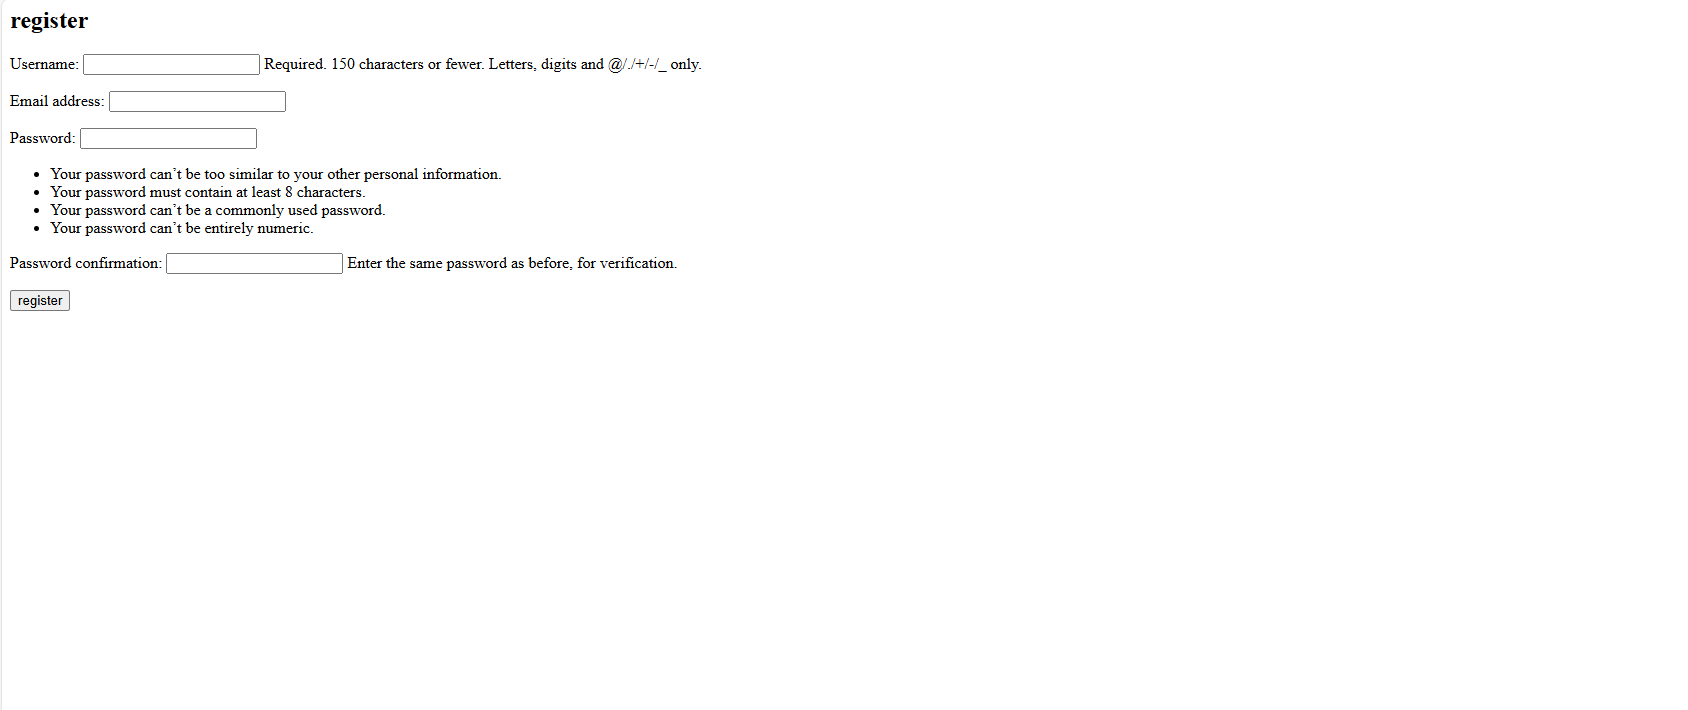 register
Username: Required. 150 characters or fewer. Letters, digits and @/./+/-/_ only.
Email address:
Password:
• Your password can’t be too similar to your other personal information.
• Your password must contain at least 8 characters.
• Your password can’t be a commonly used password.
• Your password can’t be entirely numeric.
Password confirmation: Enter the same password as before, for verification.
register